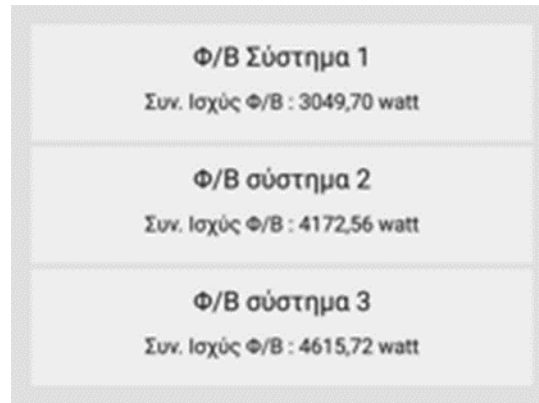 Φ/Β Σύστημα 1
Συν. Ισχύς Φ/Β : 3049,70 watt
Φ/Β σύστημα 2
Συν. Ισχύς Φ/Β : 4172,56 watt
Φ/Β σύστημα 3
Συν. Ισχύς Φ/Β : 4615,72 watt